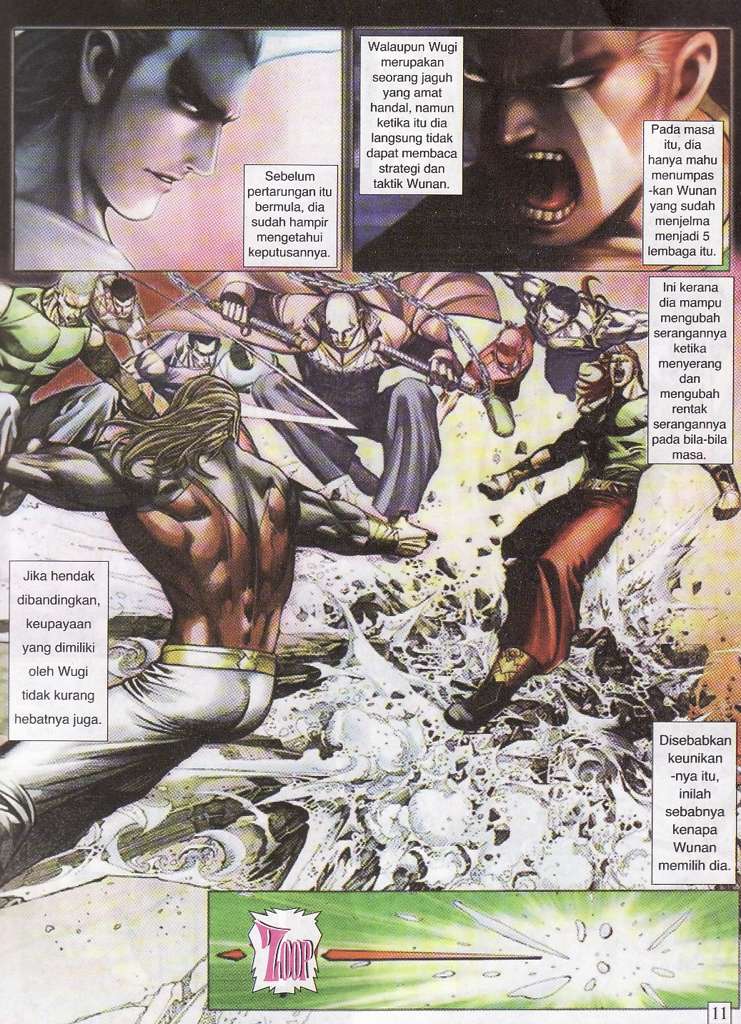 Sebelum
pertarungan itu
bermula, dia
sudah hampir
mengetahui
keputusannya.
Walaupun Wugi
merupakan
seorang jaguh
yang amat
handal, namun
ketika itu dia
langsung tidak
dapat membaca
strategi dan
taktik Wunan.
Pada masa
itu, dia
hanya mahu
menumpas
-kan Wunan
yang sudah
menjelma
menjadi 5
lembaga itu.
Ini kerana
dia mampu
mengubah
serangannya
ketika
menyerang
dan
mengubah
rentak
serangannya
pada bila-bila
masa.
Jika hendak
dibandingkan,
keupayaan
yang dimiliki
oleh Wugi
tidak kurang
hebatnya juga.
Disebabkan
keunikan
-nya itu,
inilah
sebabnya
kenapa
Wunan
memilih dia.
ZOOP
11